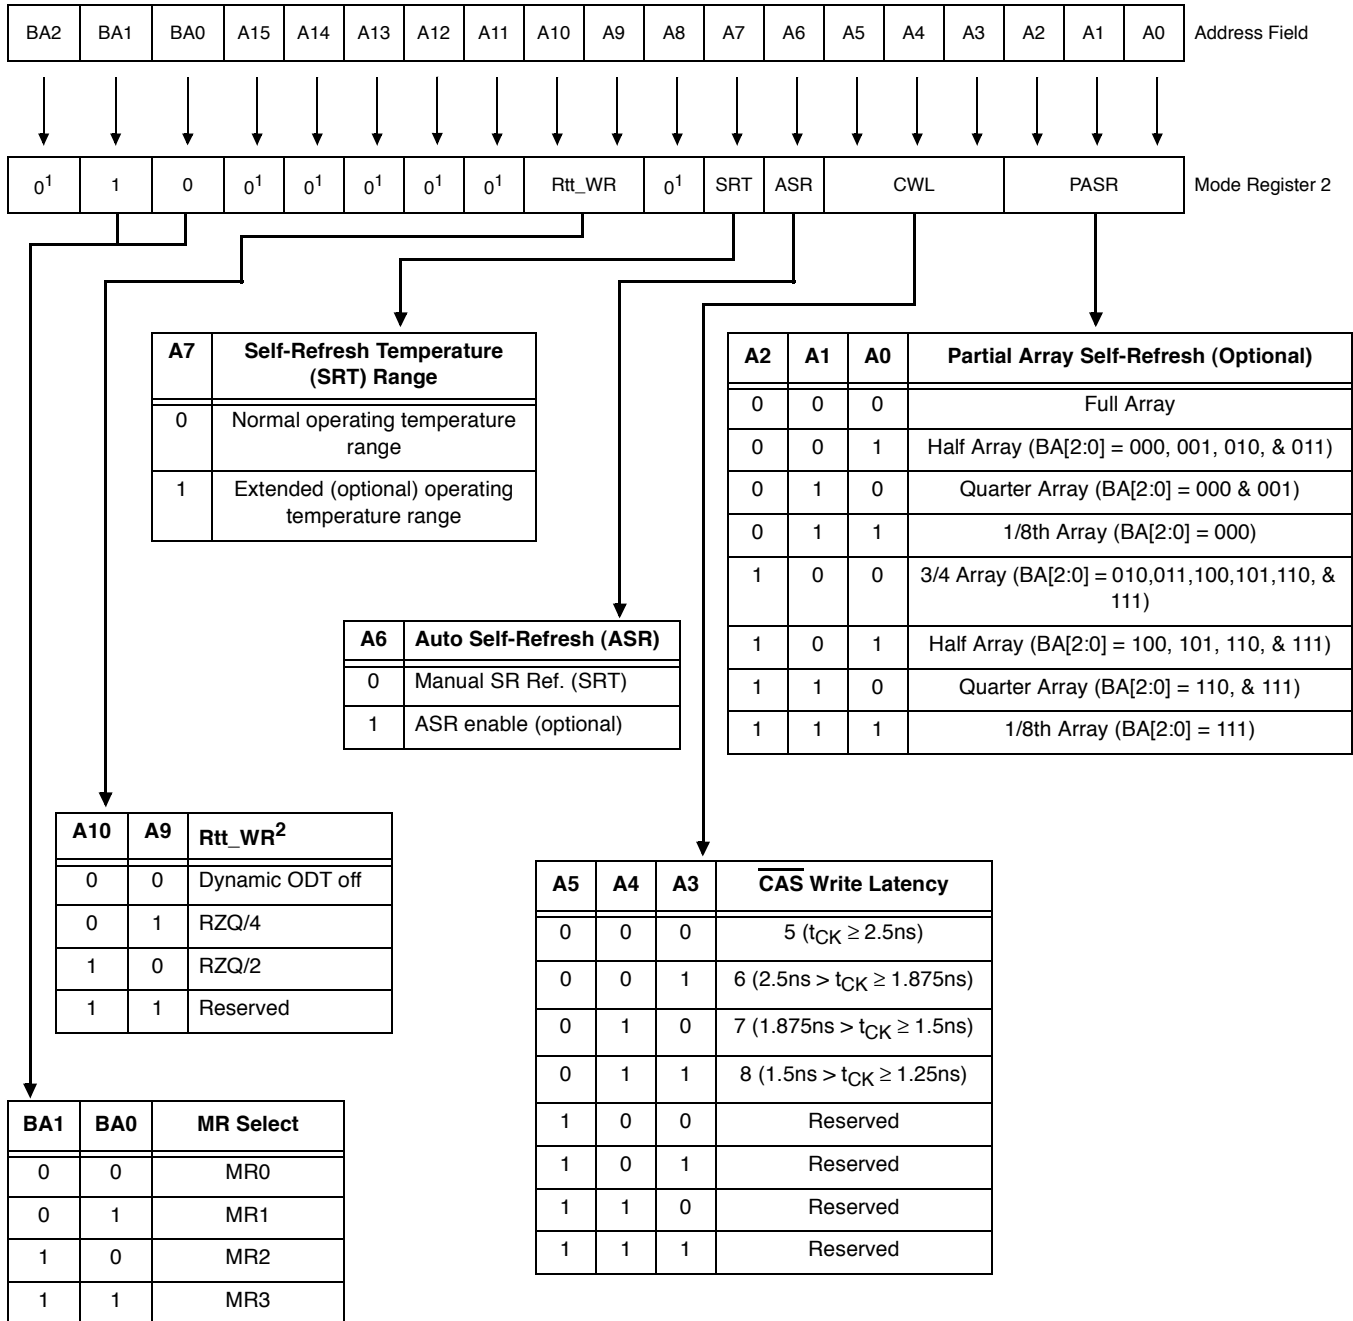 BA2 BA1 BA0 A15 A14 A13 A12 A11 A10 A9 A8 A7 A6 A5 A4 A3 A2 A1 A0 Address Field
0¹ 1 0 0¹ 0¹ 0¹ 0¹ 0¹ Rtt_WR 0¹ SRT ASR CWL PASR Mode Register 2
A7 Self-Refresh Temperature
(SRT) Range
0 Normal operating temperature
range
1 Extended (optional) operating
temperature range
A2 A1 A0 Partial Array Self-Refresh (Optional)
0 0 0 Full Array
0 0 1 Half Array (BA[2:0] = 000, 001, 010, & 011)
0 1 0 Quarter Array (BA[2:0] = 000 & 001)
0 1 1 1/8th Array (BA[2:0] = 000)
1 0 0 3/4 Array (BA[2:0] = 010,011,100,101,110, &
111)
1 0 1 Half Array (BA[2:0] = 100, 101, 110, & 111)
1 1 0 Quarter Array (BA[2:0] = 110, & 111)
1 1 1 1/8th Array (BA[2:0] = 111)
A6 Auto Self-Refresh (ASR)
0 Manual SR Ref. (SRT)
1 ASR enable (optional)
A10 A9 Rtt_WR²
0 0 Dynamic ODT off
0 1 RZQ/4
1 0 RZQ/2
1 1 Reserved
A5 A4 A3 C̅A̅S̅ Write Latency
0 0 0 5 (tCK ≥ 2.5ns)
0 0 1 6 (2.5ns > tCK ≥ 1.875ns)
0 1 0 7 (1.875ns > tCK ≥ 1.5ns)
0 1 1 8 (1.5ns > tCK ≥ 1.25ns)
1 0 0 Reserved
1 0 1 Reserved
1 1 0 Reserved
1 1 1 Reserved
BA1 BA0 MR Select
0 0 MR0
0 1 MR1
1 0 MR2
1 1 MR3